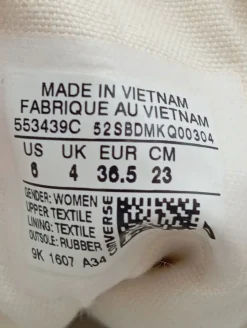 MADE IN VIETNAM
FABRIQUE AU VIETNAM
553439C 52SBDMKQ00304
US UK EUR CM
6 4 36.5 23
GENDER: WOMEN
UPPER: TEXTILE
LINING: TEXTILE
OUTSOLE: RUBBER
9K 1607 A34
CONVERSE